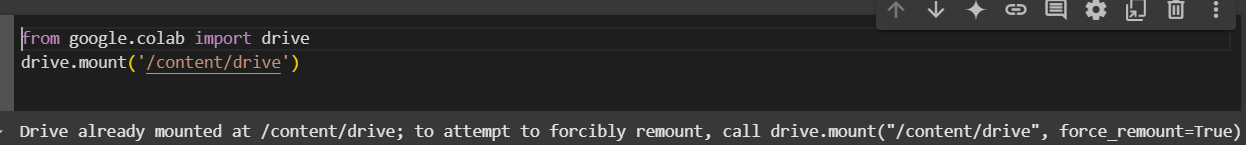 from google.colab import drive
drive.mount('/content/drive')
Drive already mounted at /content/drive; to attempt to forcibly remount, call drive.mount("/content/drive", force_remount=True)